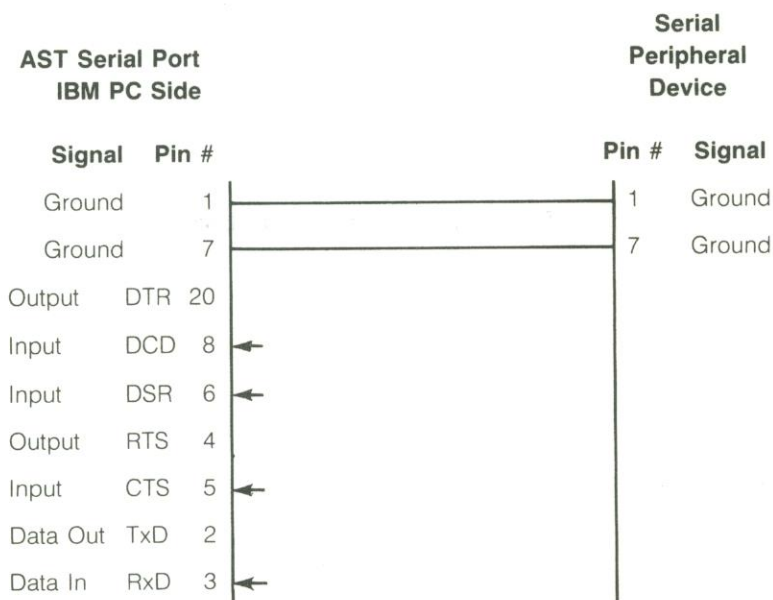 AST Serial Port
IBM PC Side
Serial
Peripheral
Device
Signal Pin # Pin # Signal
Ground 1 1 Ground
Ground 7 7 Ground
Output DTR 20
Input DCD 8
Input DSR 6
Output RTS 4
Input CTS 5
Data Out TxD 2
Data In RxD 3